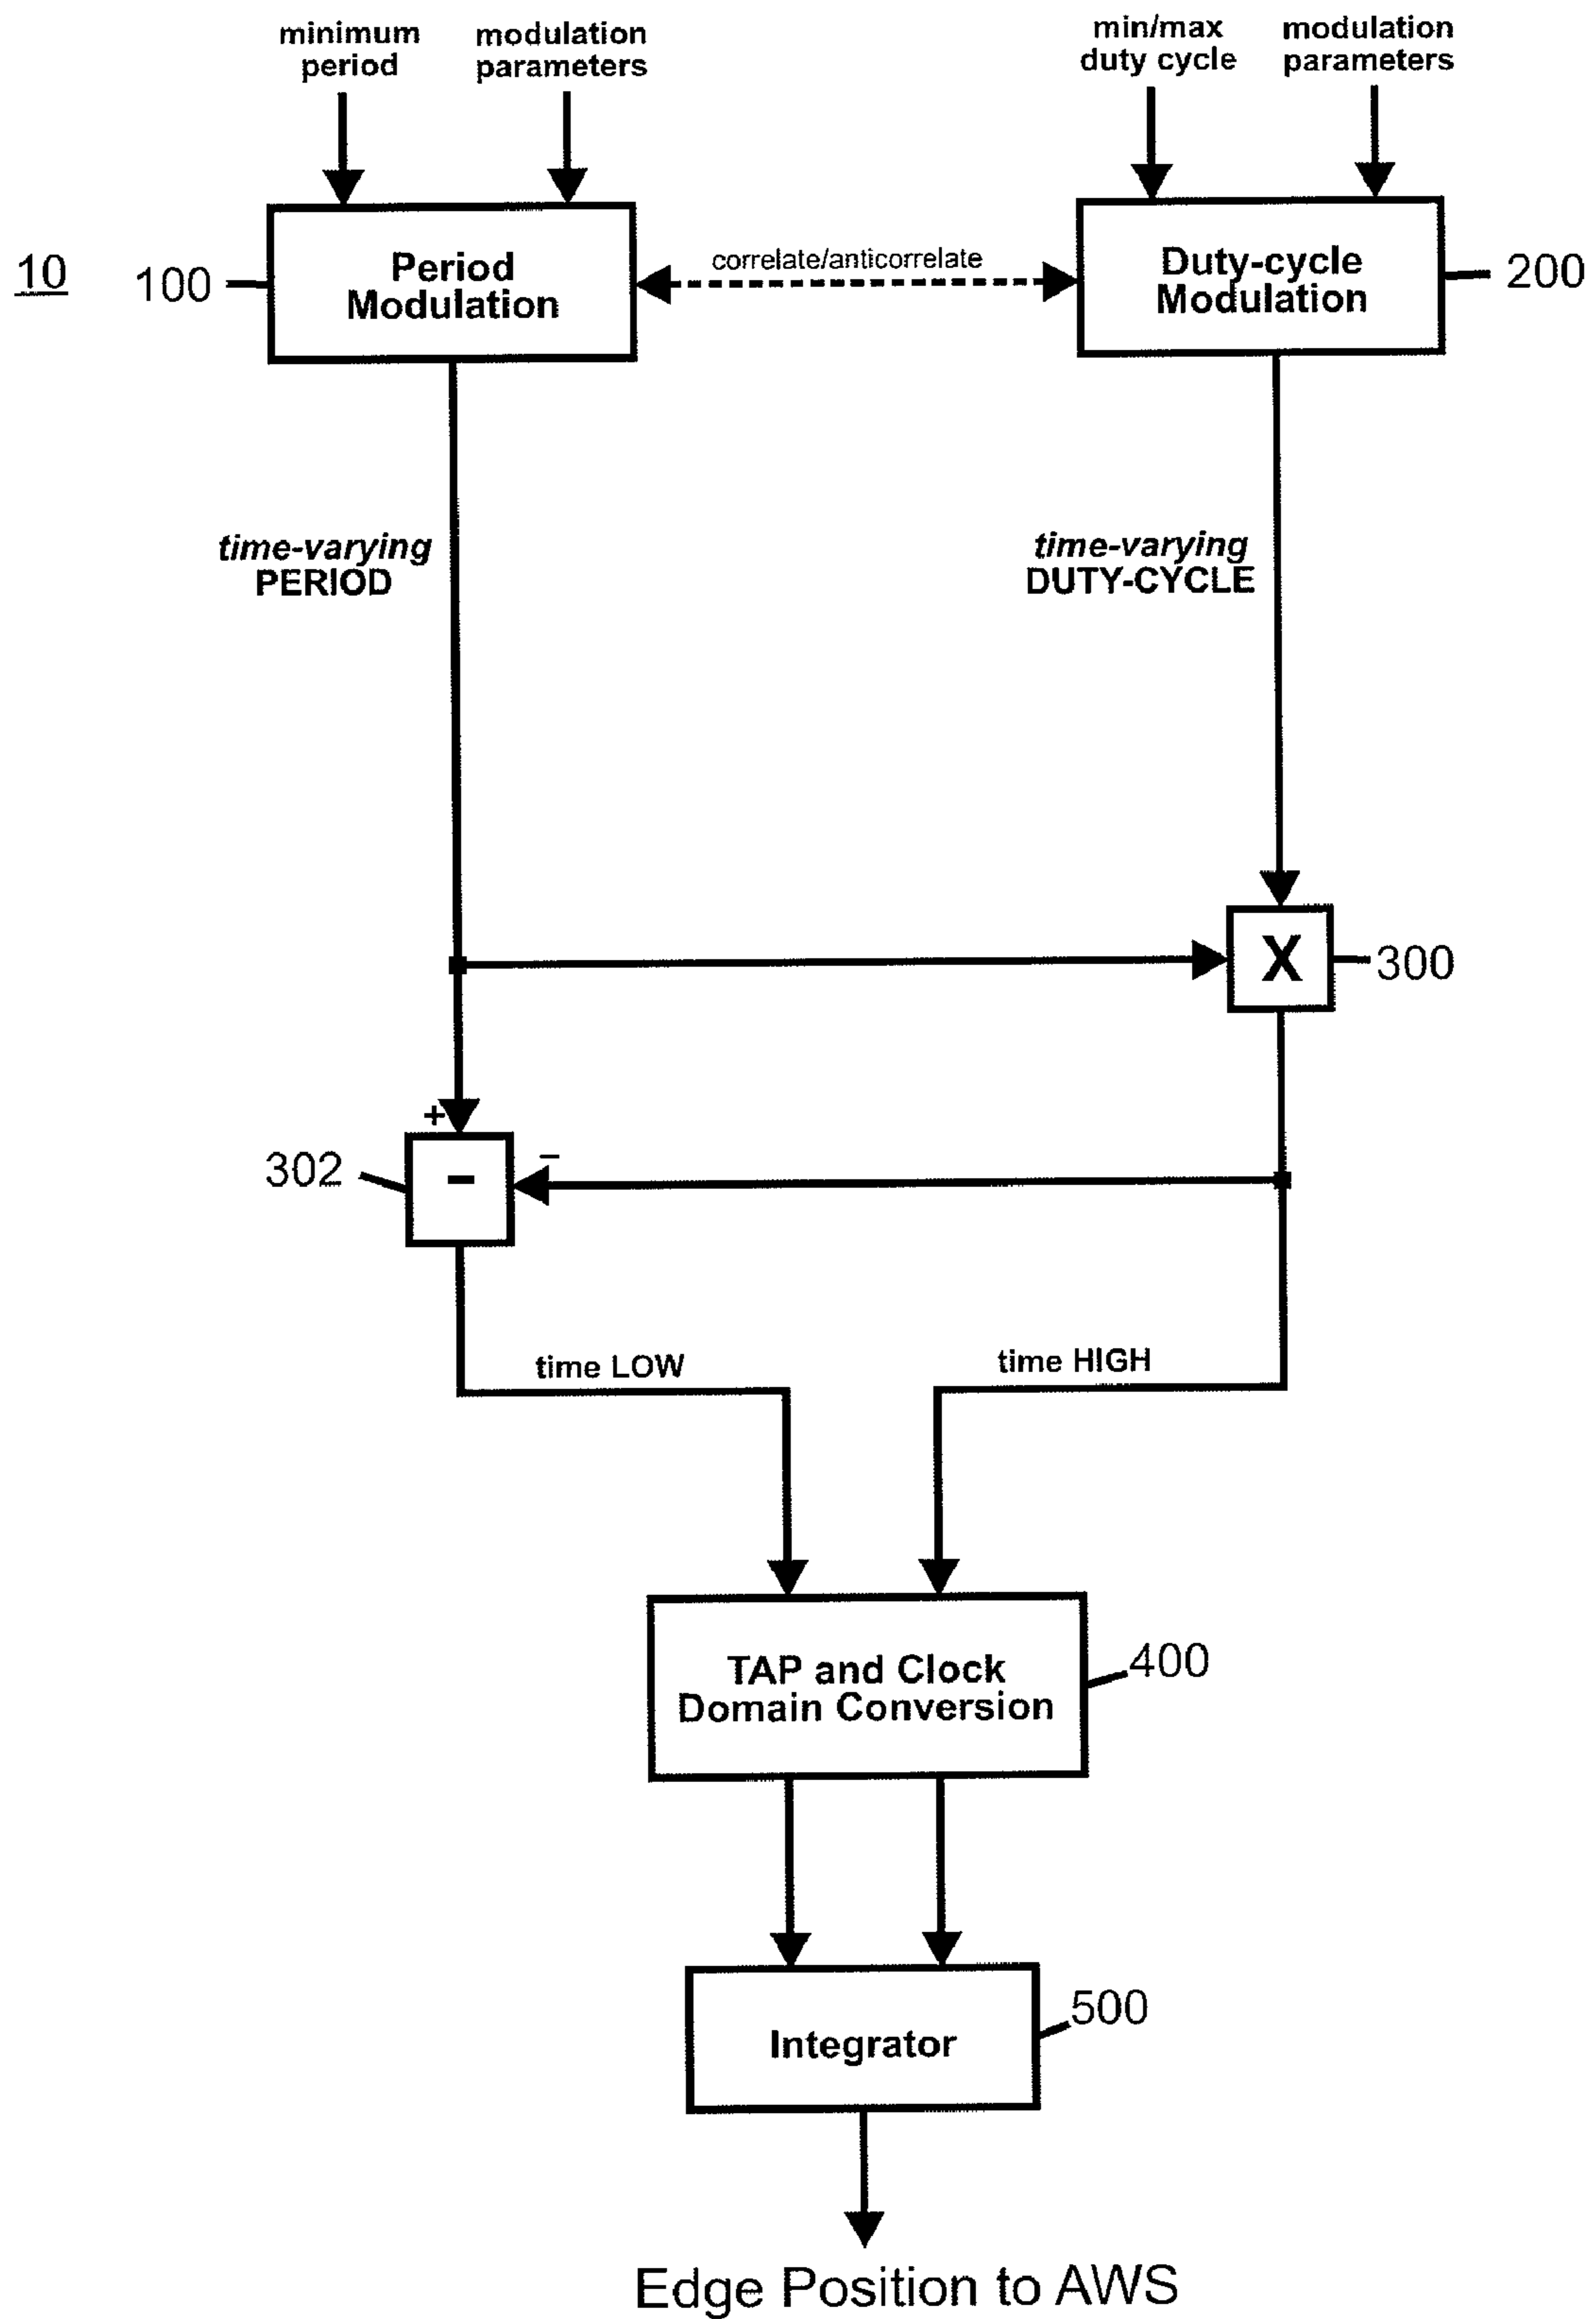 minimum
period
modulation
parameters
min/max
duty cycle
modulation
parameters
10
100
Period
Modulation
correlate/anticorrelate
Duty-cycle
Modulation
200
time-varying
PERIOD
time-varying
DUTY-CYCLE
X
300
+
302
-
–
time LOW
time HIGH
TAP and Clock
Domain Conversion
400
Integrator
500
Edge Position to AWS